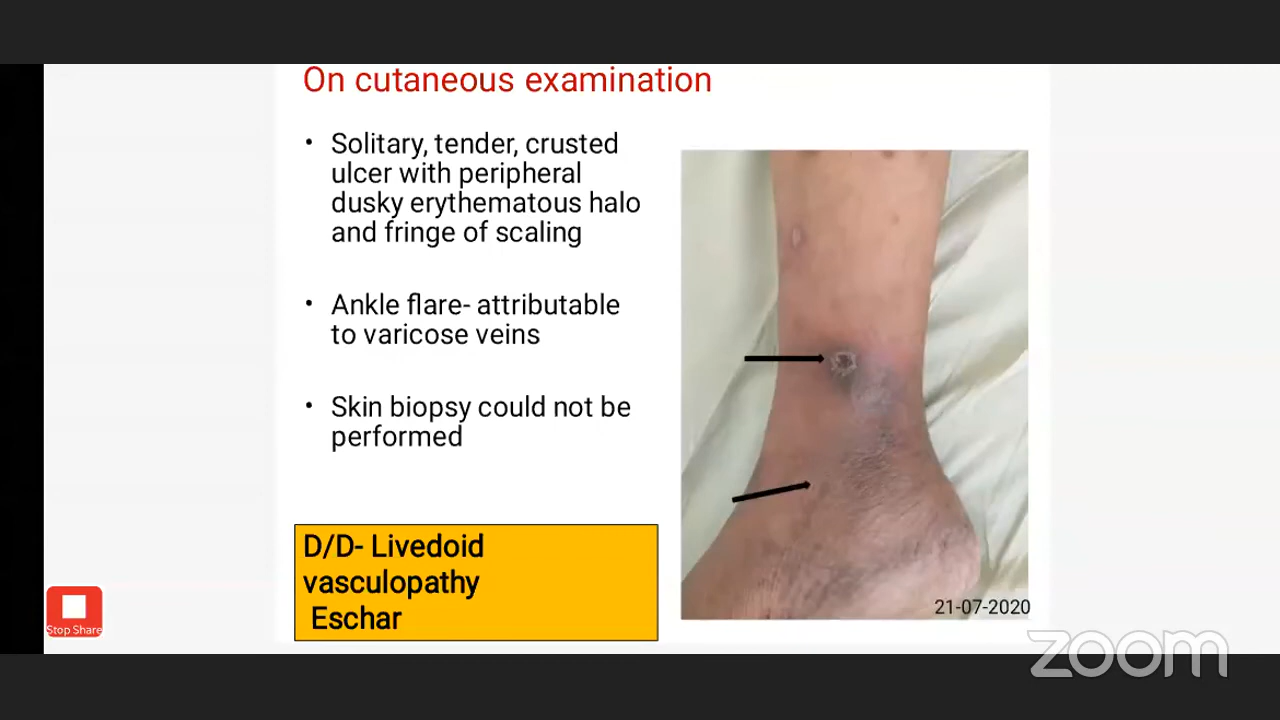 On cutaneous examination
• Solitary, tender, crusted
ulcer with peripheral
dusky erythematous halo
and fringe of scaling
• Ankle flare- attributable
to varicose veins
• Skin biopsy could not be
performed
D/D- Livedoid
vasculopathy
Eschar
21-07-2020
Stop Share
zoom